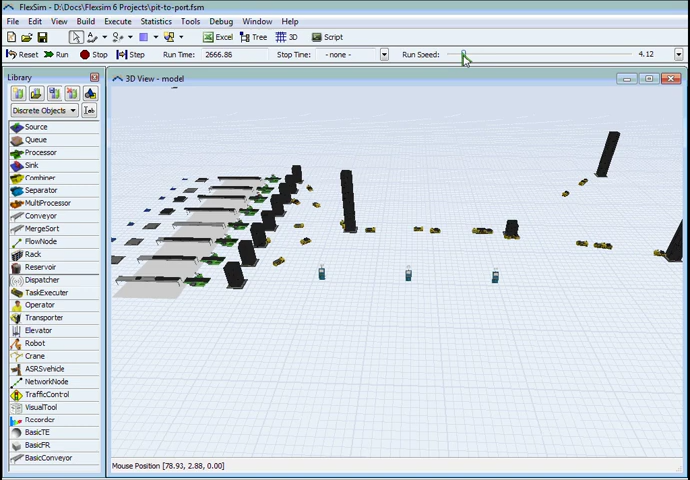 FlexSim - D:\Docs\Flexsim 6 Projects\pit-to-port.fsm
File Edit View Build Execute Statistics Debug Window Help
Excel Tree 3D Script
Reset Run Stop Step Run Time: 2666.86 Stop Time: - none - Run Speed: 4.12
Library
3D View - model
Discrete Objects
Source
Queue
Processor
Sink
Combiner
Separator
MultiProcessor
Conveyor
MergeSort
FlowNode
Rack
Reservoir
Dispatcher
TaskExecuter
Operator
Transporter
Elevator
Robot
Crane
ASRSvehicle
NetworkNode
TrafficControl
VisualTool
Recorder
BasicTE
BasicFR
BasicConveyor
Mouse Position [78.93, 2.88, 0.00]